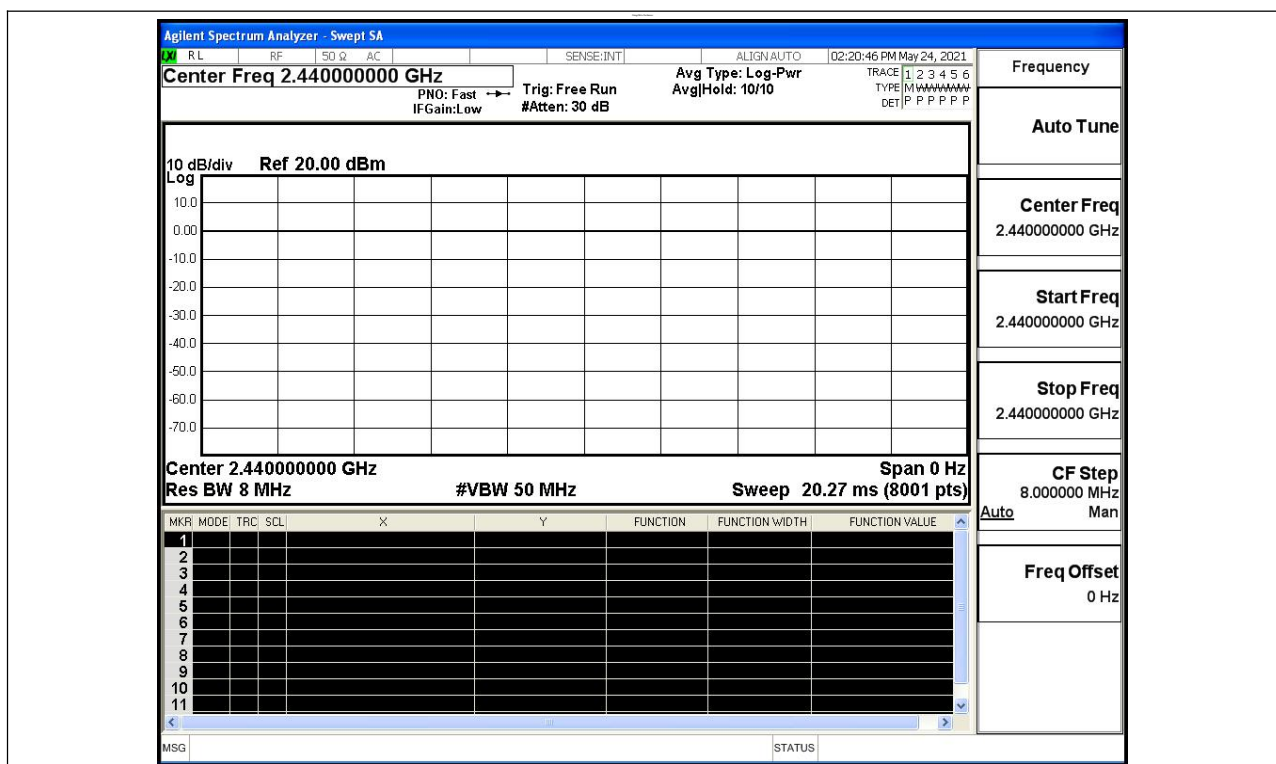 Agilent Spectrum Analyzer - Swept SA
LXI RL RF 50 Ω AC SENSE:INT ALIGN AUTO 02:20:46 PM May 24, 2021
Center Freq 2.440000000 GHz
PNO: Fast
IFGain:Low
Trig: Free Run
#Atten: 30 dB
Avg Type: Log-Pwr
Avg|Hold: 10/10
TRACE 1 2 3 4 5 6
TYPE M WWWWW
DET P P P P P P
10 dB/div Ref 20.00 dBm
Log
10.0
0.00
-10.0
-20.0
-30.0
-40.0
-50.0
-60.0
-70.0
Center 2.440000000 GHz Span 0 Hz
Res BW 8 MHz #VBW 50 MHz Sweep 20.27 ms (8001 pts)
MKR MODE TRC SCL X Y FUNCTION FUNCTION WIDTH FUNCTION VALUE
1
2
3
4
5
6
7
8
9
10
11
MSG STATUS
Frequency
Auto Tune
Center Freq
2.440000000 GHz
Start Freq
2.440000000 GHz
Stop Freq
2.440000000 GHz
CF Step
8.000000 MHz
Auto Man
Freq Offset
0 Hz